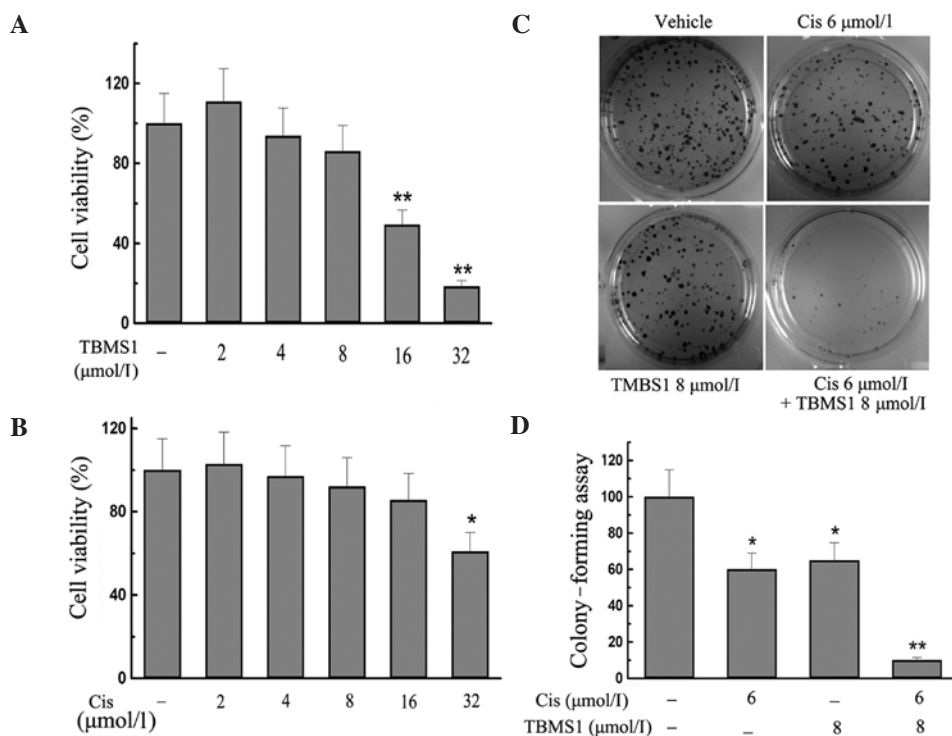 A
Cell viability (%)
120
80
40
0
TBMS1
(μmol/l)
– 2 4 8 16 32
** **
B
Cell viability (%)
120
80
40
0
Cis
(μmol/l)
– 2 4 8 16 32
*
C
Vehicle Cis 6 μmol/l
TMBS1 8 μmol/l Cis 6 μmol/l
+ TBMS1 8 μmol/l
D
Colony–forming assay
120
100
80
60
40
20
0
* * **
Cis (μmol/l) – 6 – 6
TBMS1 (μmol/l) – – 8 8